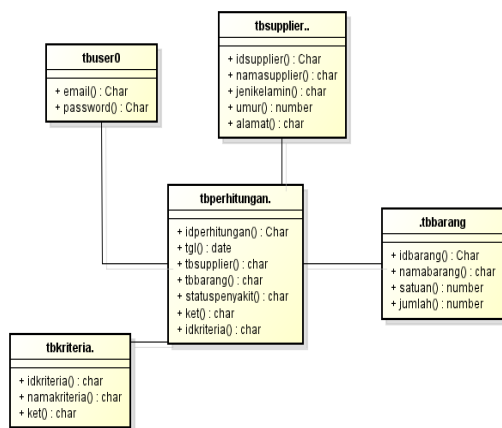 tbuser0
+ email() : Char
+ password() : Char
tbsupplier..
+ idsupplier() : Char
+ namasupplier() : char
+ jenikelamin() : char
+ umur() : number
+ alamat() : char
tbperhitungan.
+ idperhitungan() : Char
+ tgl() : date
+ tbsupplier() : char
+ tbbarang() : char
+ statuspenyakit() : char
+ ket() : char
+ idkriteria() : char
.tbbarang
+ idbarang() : Char
+ namabarang() : char
+ satuan() : number
+ jumlah() : number
tbkriteria.
+ idkriteria() : char
+ namakriteria() : char
+ ket() : char